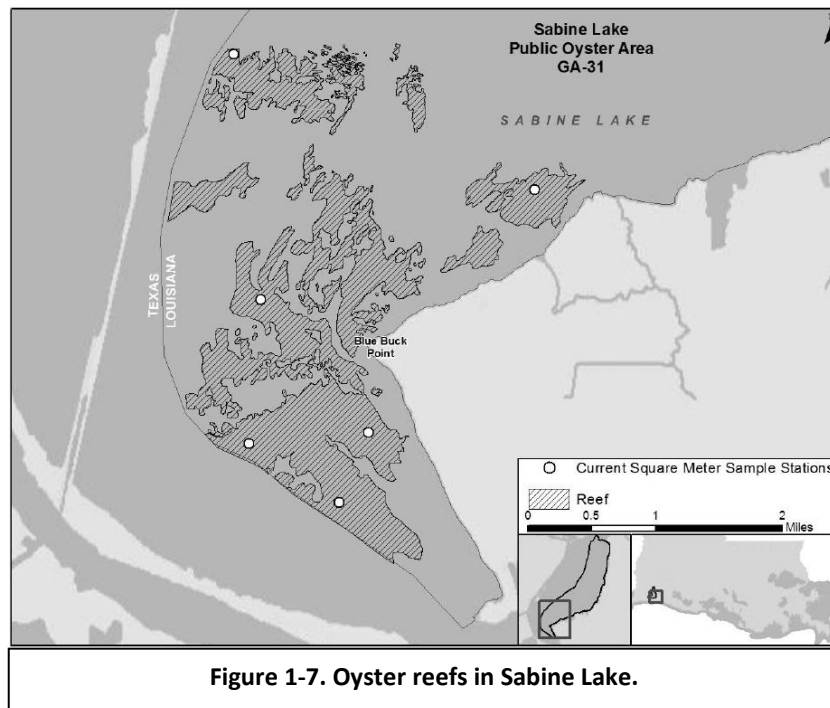 Sabine Lake
Public Oyster Area
GA-31
SABINE LAKE
TEXAS
LOUISIANA
Blue Buck
Point
Current Square Meter Sample Stations
Reef
0 0.5 1 2
Miles
Figure 1-7. Oyster reefs in Sabine Lake.